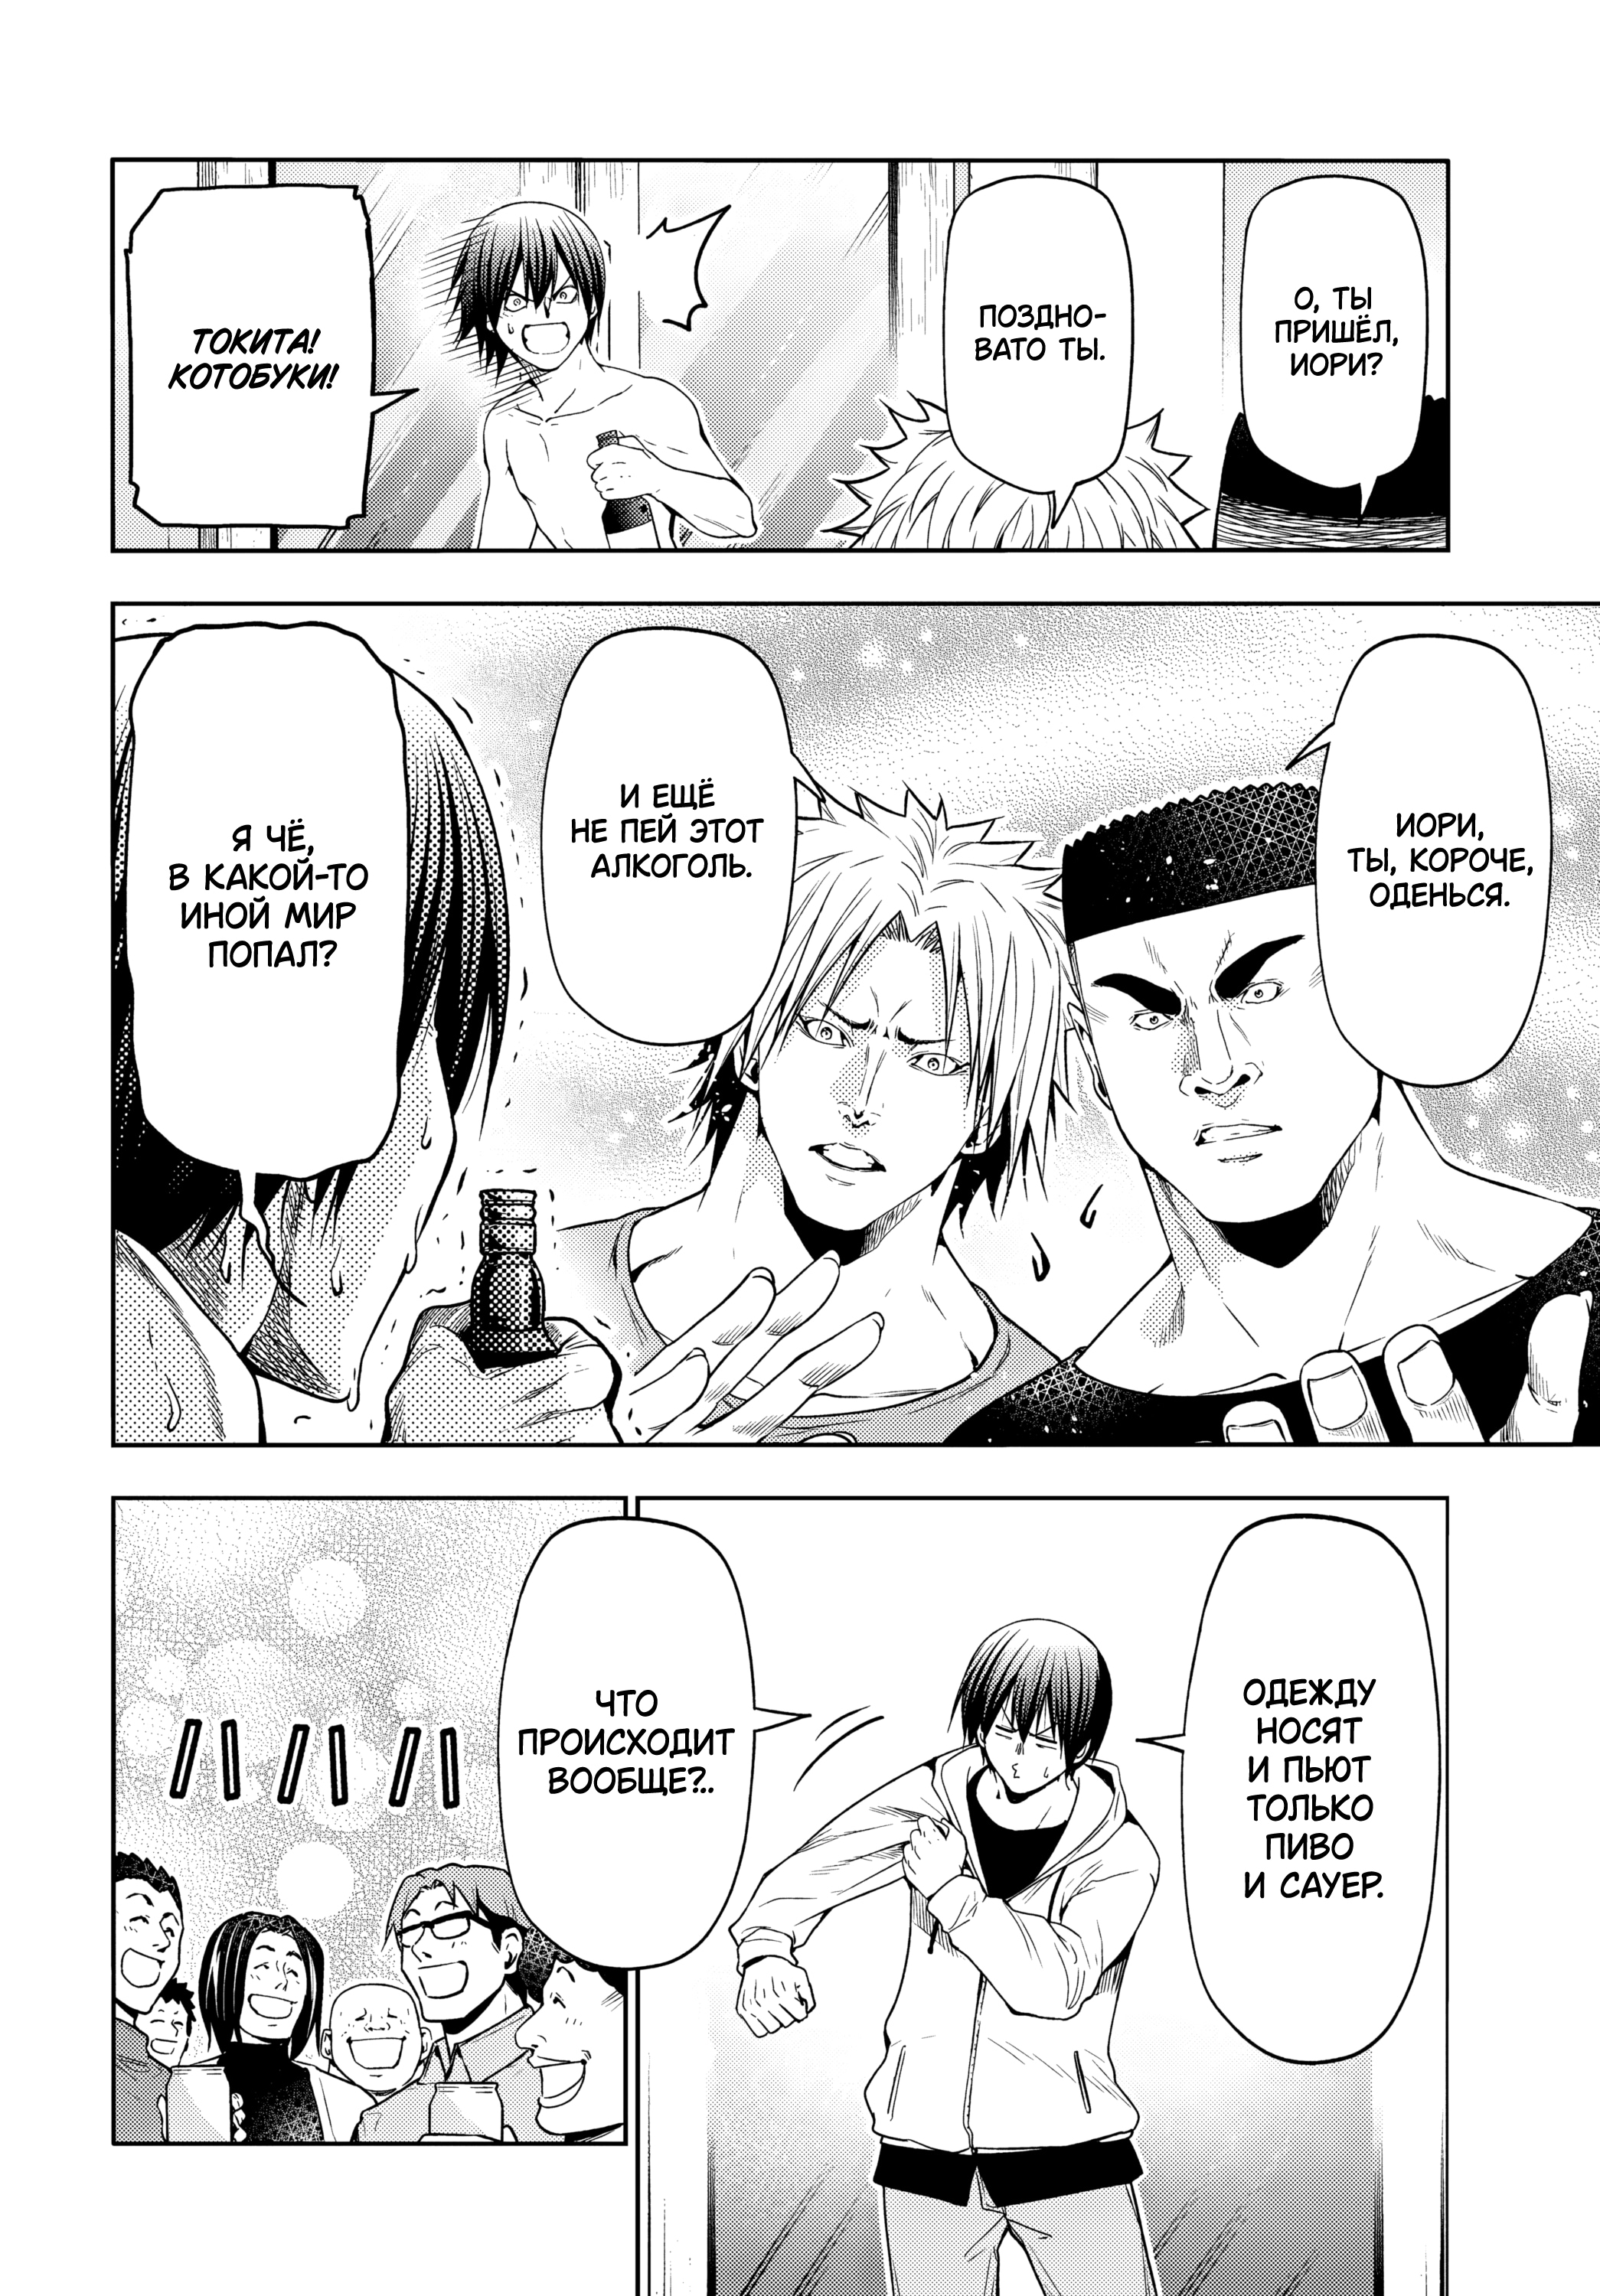 О, ТЫ
ПРИШЁЛ,
ИОРИ?
ПОЗДНО-
ВАТО ТЫ.
ТОКИТА!
КОТОБУКИ!
ИОРИ,
ТЫ, КОРОЧЕ,
ОДЕНЬСЯ.
И ЕЩЁ
НЕ ПЕЙ ЭТОТ
АЛКОГОЛЬ.
Я ЧЁ,
В КАКОЙ-ТО
ИНОЙ МИР
ПОПАЛ?
ОДЕЖДУ
НОСЯТ
И ПЬЮТ
ТОЛЬКО
ПИВО
И САУЕР.
ЧТО
ПРОИСХОДИТ
ВООБЩЕ?..